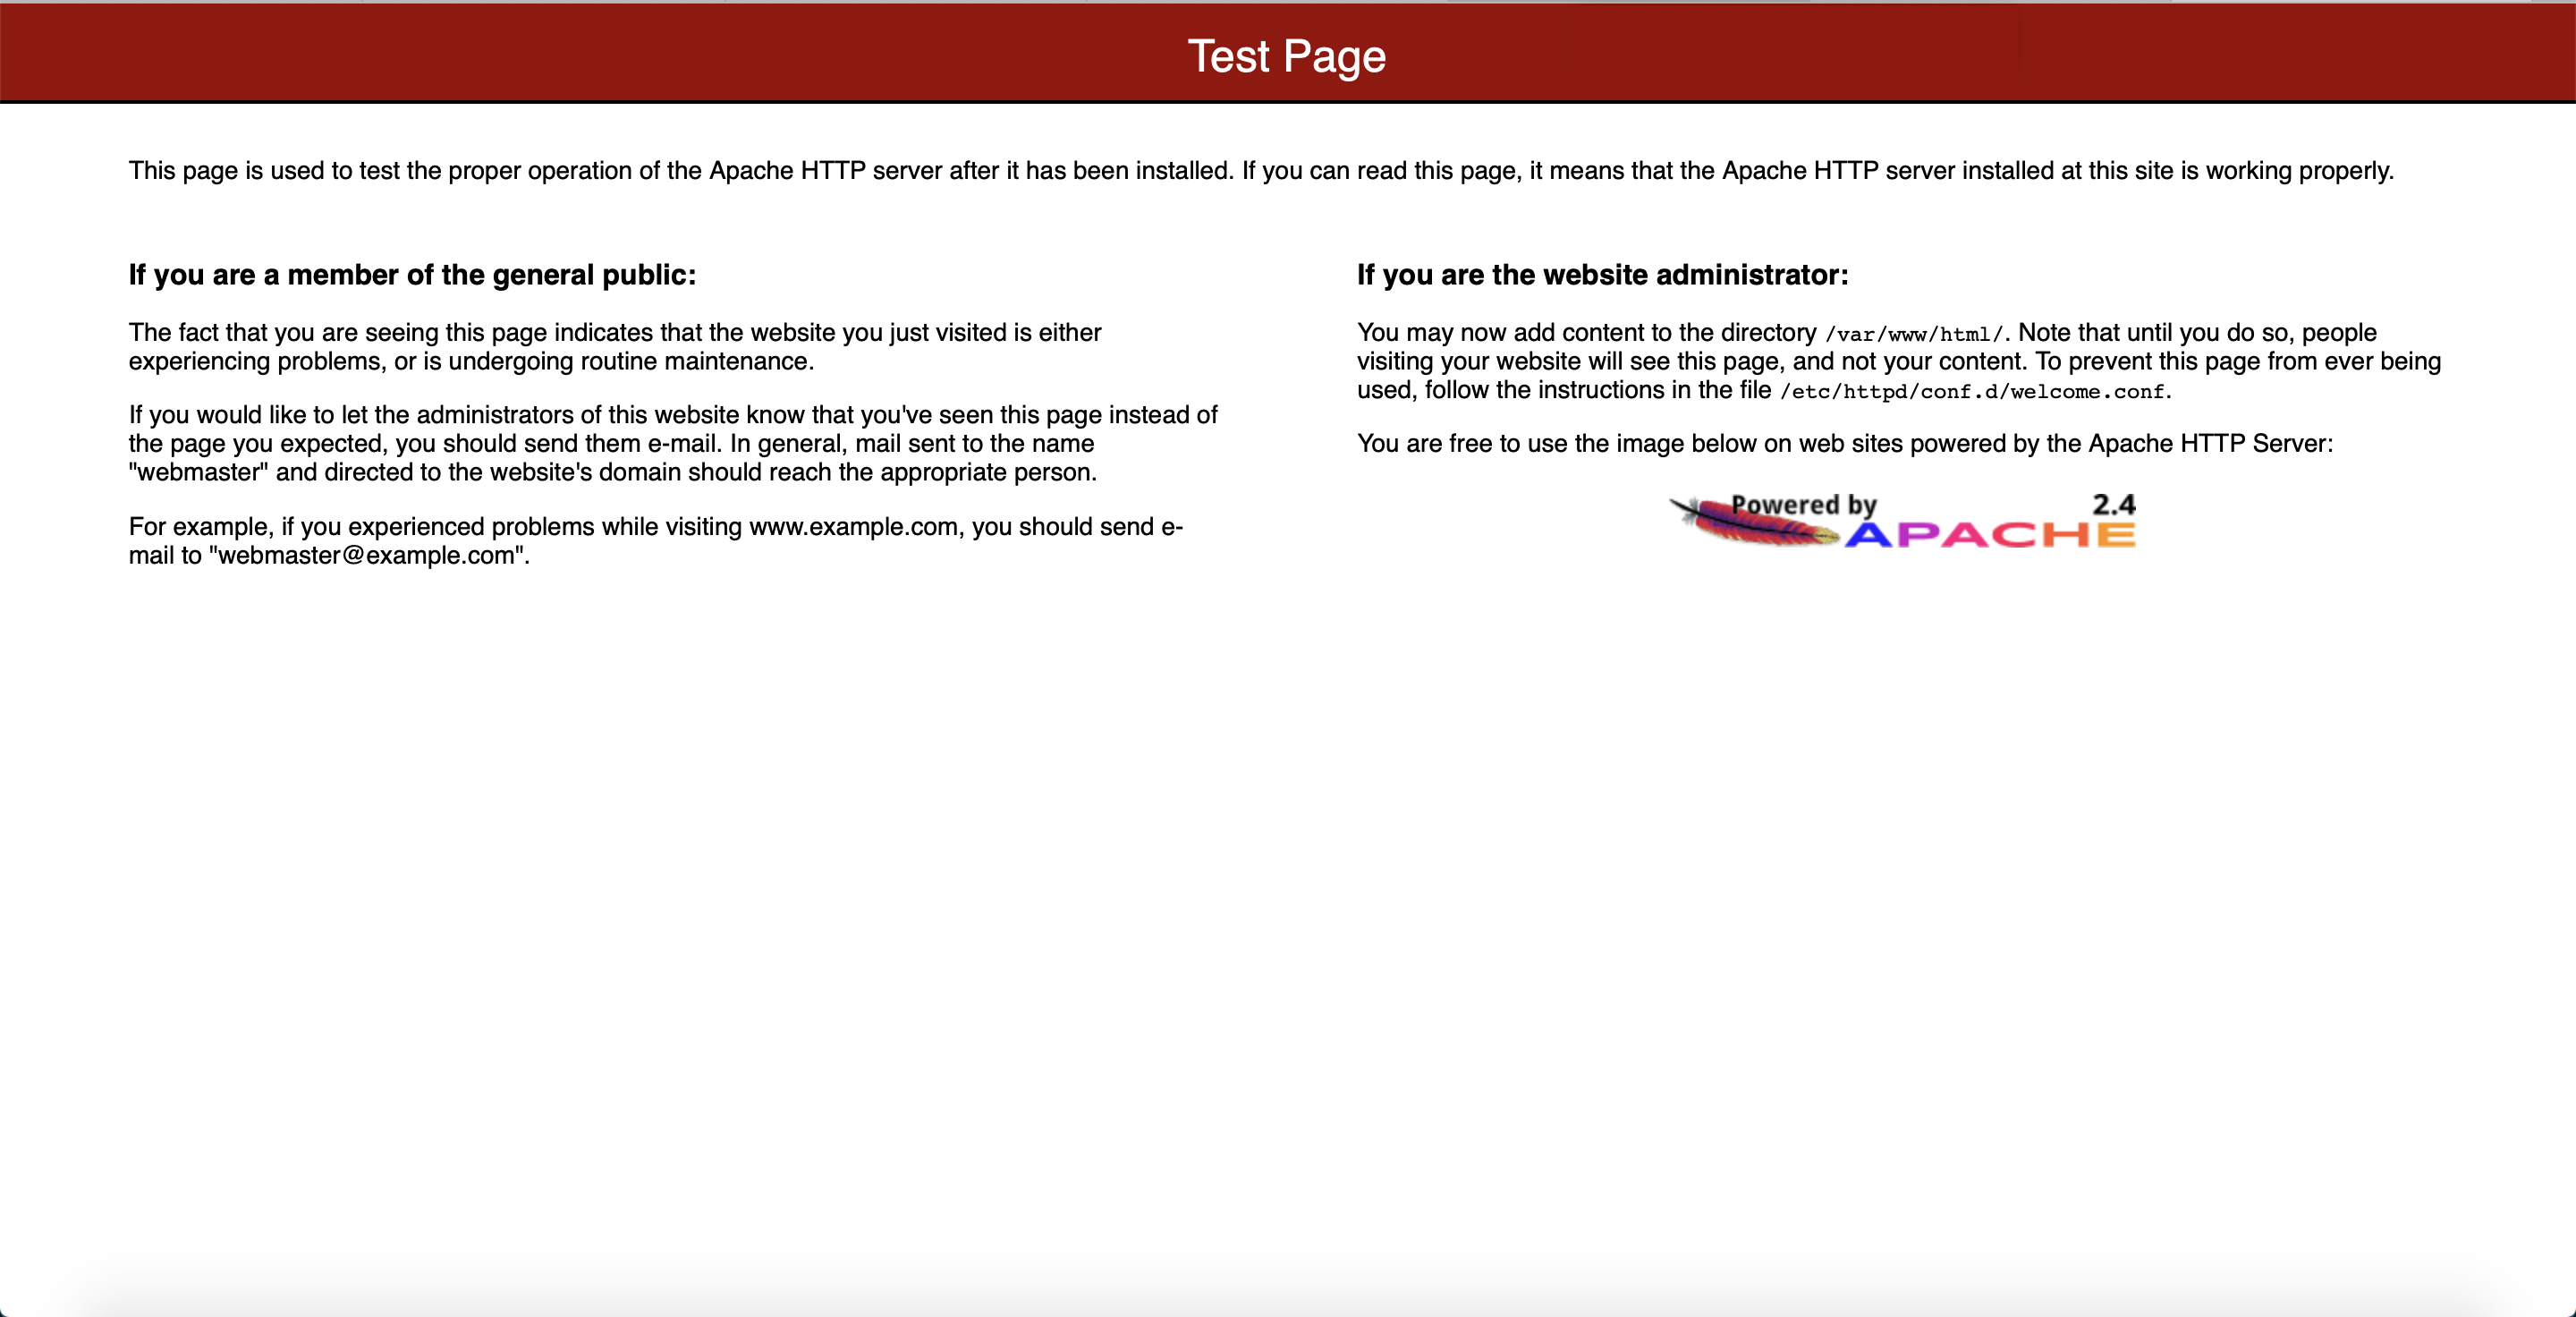 Test Page
This page is used to test the proper operation of the Apache HTTP server after it has been installed. If you can read this page, it means that the Apache HTTP server installed at this site is working properly.
If you are a member of the general public:
The fact that you are seeing this page indicates that the website you just visited is either
experiencing problems, or is undergoing routine maintenance.
If you would like to let the administrators of this website know that you've seen this page instead of
the page you expected, you should send them e-mail. In general, mail sent to the name
"webmaster" and directed to the website's domain should reach the appropriate person.
For example, if you experienced problems while visiting www.example.com, you should send e-
mail to "webmaster@example.com".
If you are the website administrator:
You may now add content to the directory /var/www/html/. Note that until you do so, people
visiting your website will see this page, and not your content. To prevent this page from ever being
used, follow the instructions in the file /etc/httpd/conf.d/welcome.conf.
You are free to use the image below on web sites powered by the Apache HTTP Server:
Powered by 2.4
APACHE